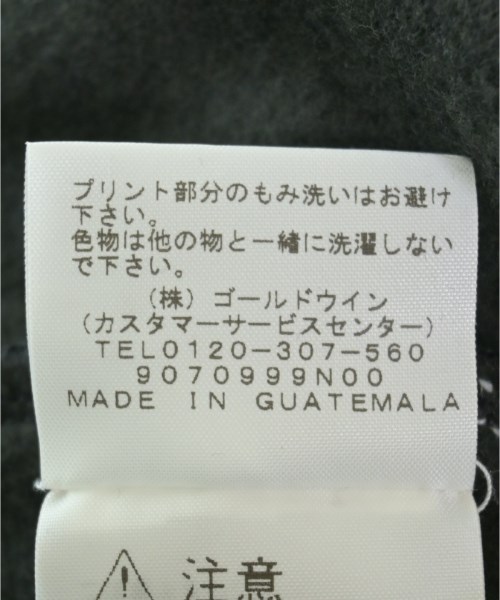 プリント部分のもみ洗いはお避け
下さい。
色物は他の物と一緒に洗濯しない
で下さい。
(株) ゴールドウイン
(カスタマーサービスセンター)
TEL0120-307-560
9070999N00
MADE IN GUATEMALA
注意